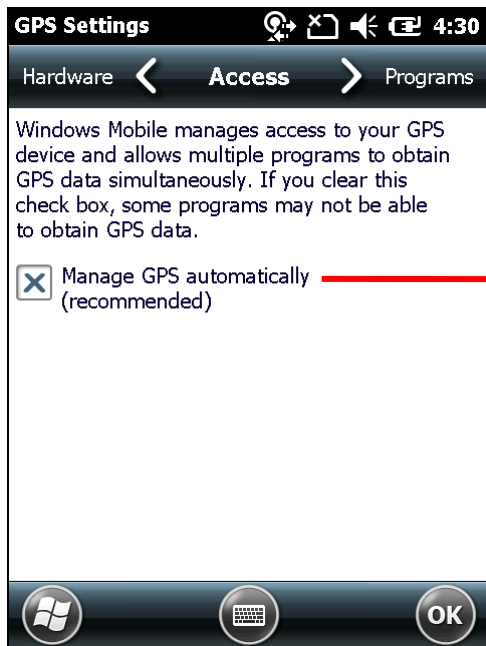 GPS Settings 4:30
Hardware Access Programs
Windows Mobile manages access to your GPS
device and allows multiple programs to obtain
GPS data simultaneously. If you clear this
check box, some programs may not be able
to obtain GPS data.
Manage GPS automatically
(recommended)
OK